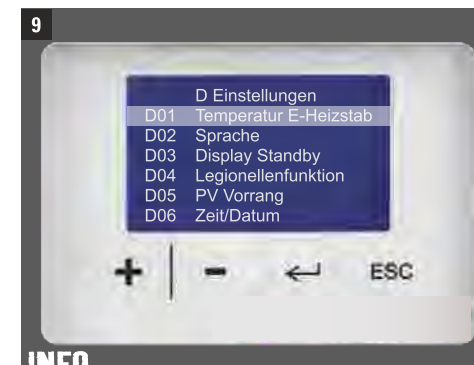 9
D Einstellungen
D01 Temperatur E-Heizstab
D02 Sprache
D03 Display Standby
D04 Legionellenfunktion
D05 PV Vorrang
D06 Zeit/Datum
+ | - ↵ ESC
INFO